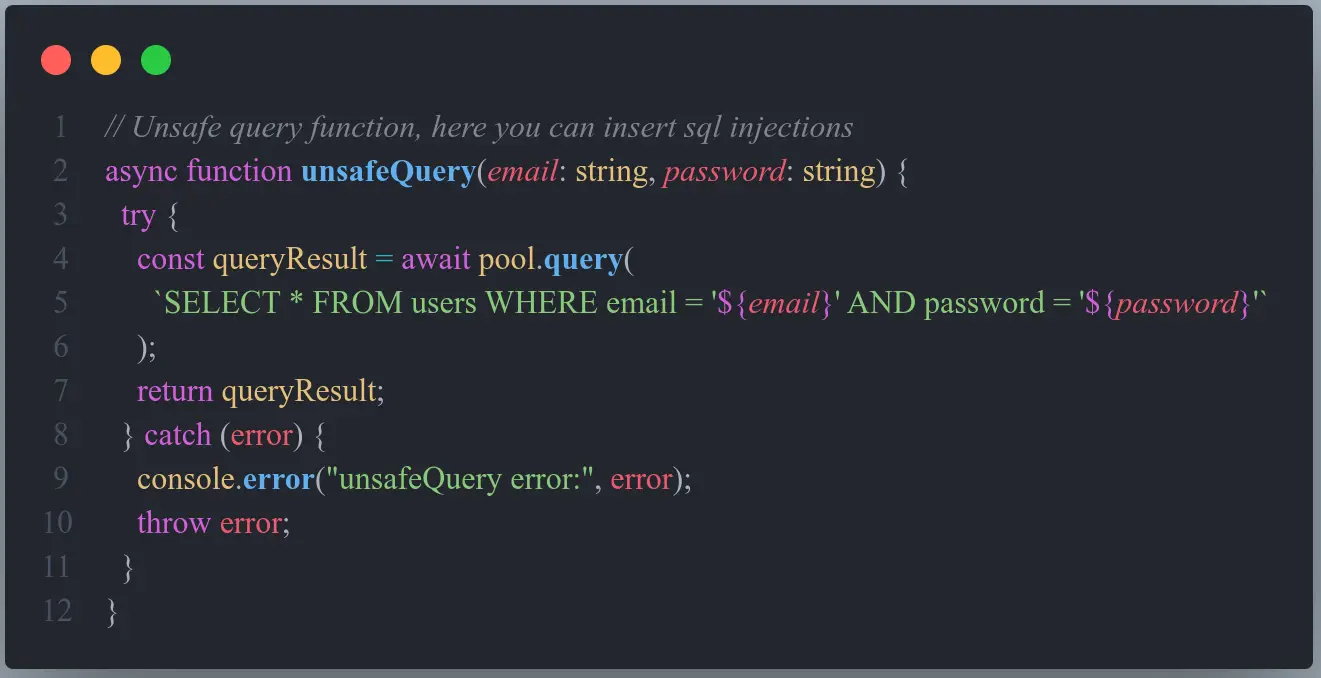 1 // Unsafe query function, here you can insert sql injections
2 async function unsafeQuery(email: string, password: string) {
3 try {
4 const queryResult = await pool.query(
5 `SELECT * FROM users WHERE email = '${email}' AND password = '${password}'`
6 );
7 return queryResult;
8 } catch (error) {
9 console.error("unsafeQuery error:", error);
10 throw error;
11 }
12 }